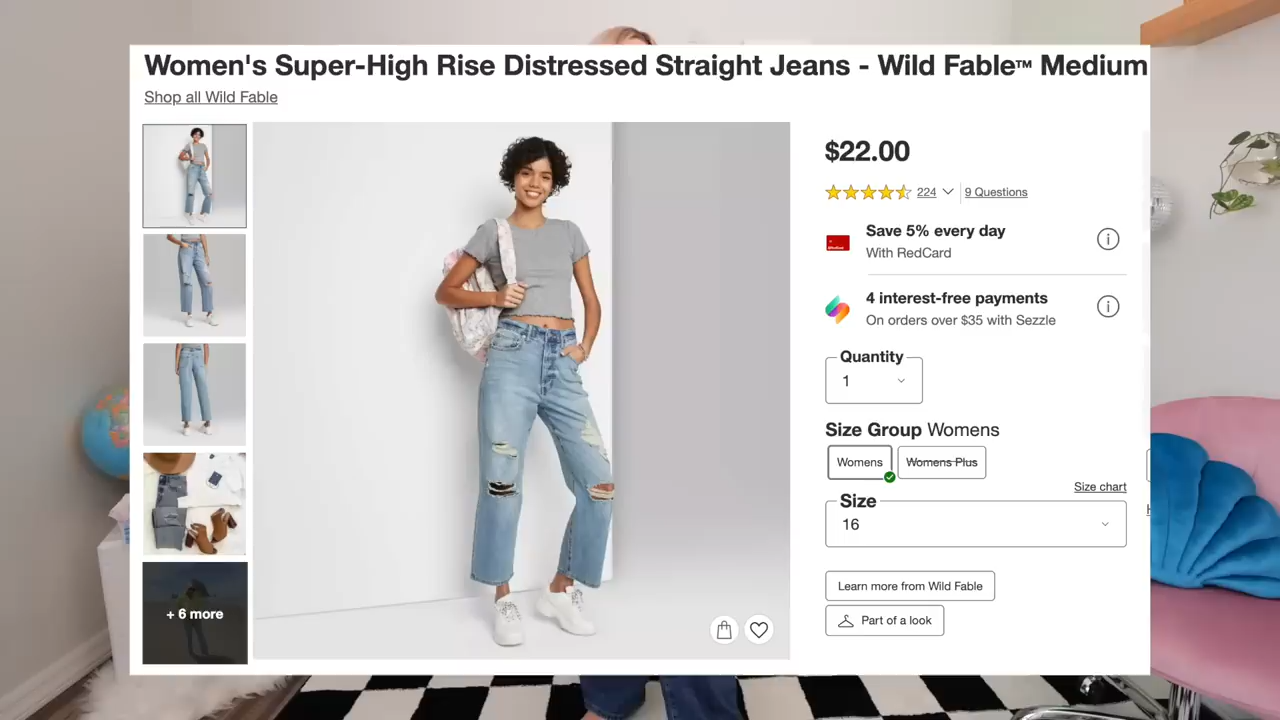 Women's Super-High Rise Distressed Straight Jeans - Wild Fable™ Medium
Shop all Wild Fable
+ 6 more
$22.00
224
9 Questions
Save 5% every day
With RedCard
4 interest-free payments
On orders over $35 with Sezzle
Quantity
1
Size Group Womens
Womens
Womens Plus
Size chart
Size
16
Learn more from Wild Fable
Part of a look